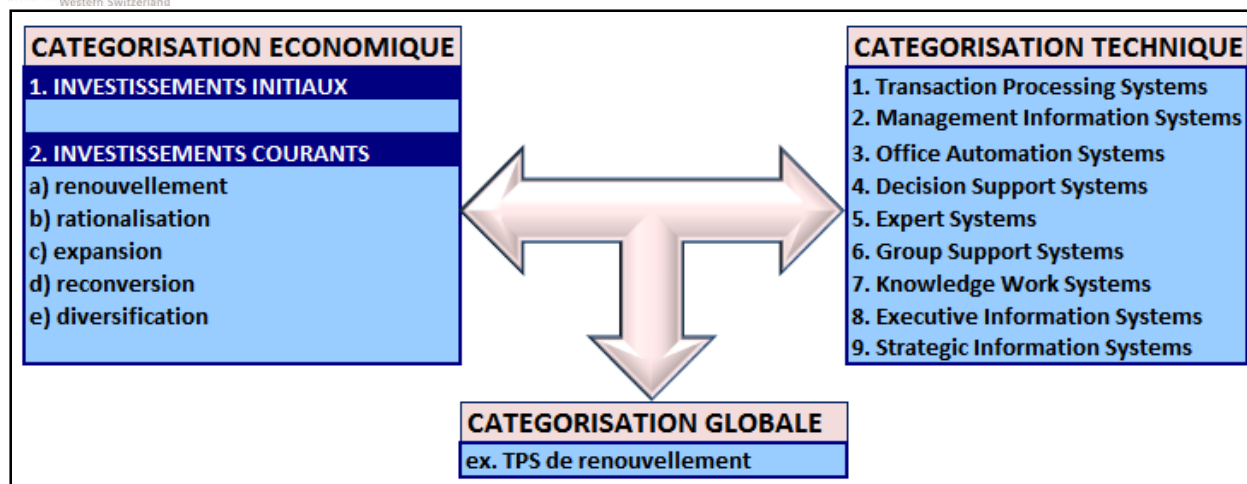 Western Switzerland
CATEGORISATION ECONOMIQUE
1. INVESTISSEMENTS INITIAUX
2. INVESTISSEMENTS COURANTS
a) renouvellement
b) rationalisation
c) expansion
d) reconversion
e) diversification
CATEGORISATION TECHNIQUE
1. Transaction Processing Systems
2. Management Information Systems
3. Office Automation Systems
4. Decision Support Systems
5. Expert Systems
6. Group Support Systems
7. Knowledge Work Systems
8. Executive Information Systems
9. Strategic Information Systems
CATEGORISATION GLOBALE
ex. TPS de renouvellement